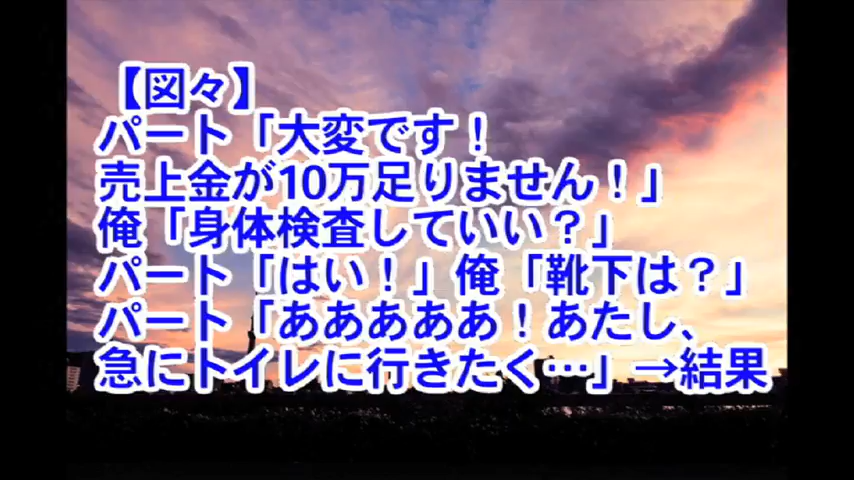 【図々】
パート「大変です！
売上金が10万足りません！」
俺「身体検査していい？」
パート「はい！」俺「靴下は？」
パート「あああああ！あたし、
急にトイレに行きたく…」→結果